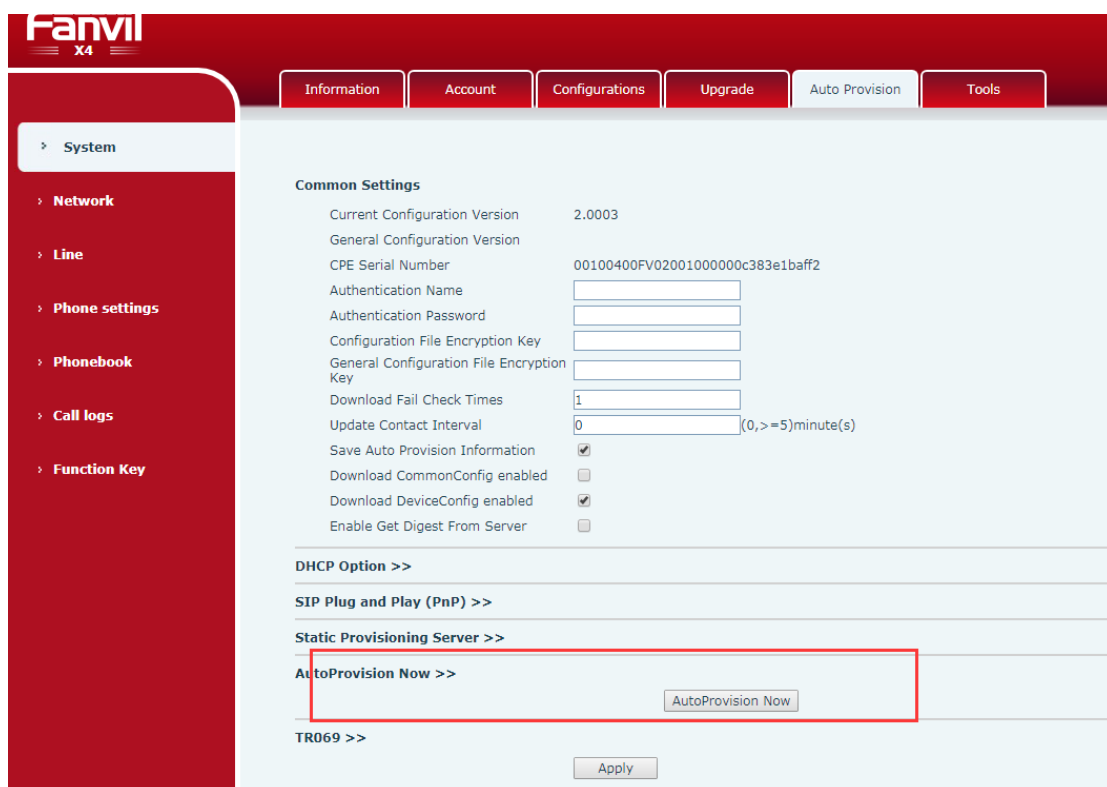 Fanvil
X4
Information Account Configurations Upgrade Auto Provision Tools
› System
› Network
› Line
› Phone settings
› Phonebook
› Call logs
› Function Key
Common Settings
Current Configuration Version 2.0003
General Configuration Version
CPE Serial Number 00100400FV02001000000c383e1baff2
Authentication Name
Authentication Password
Configuration File Encryption Key
General Configuration File Encryption
Key
Download Fail Check Times 1
Update Contact Interval 0 (0,>=5)minute(s)
Save Auto Provision Information
Download CommonConfig enabled
Download DeviceConfig enabled
Enable Get Digest From Server
DHCP Option >>
SIP Plug and Play (PnP) >>
Static Provisioning Server >>
AutoProvision Now >>
AutoProvision Now
TR069 >>
Apply